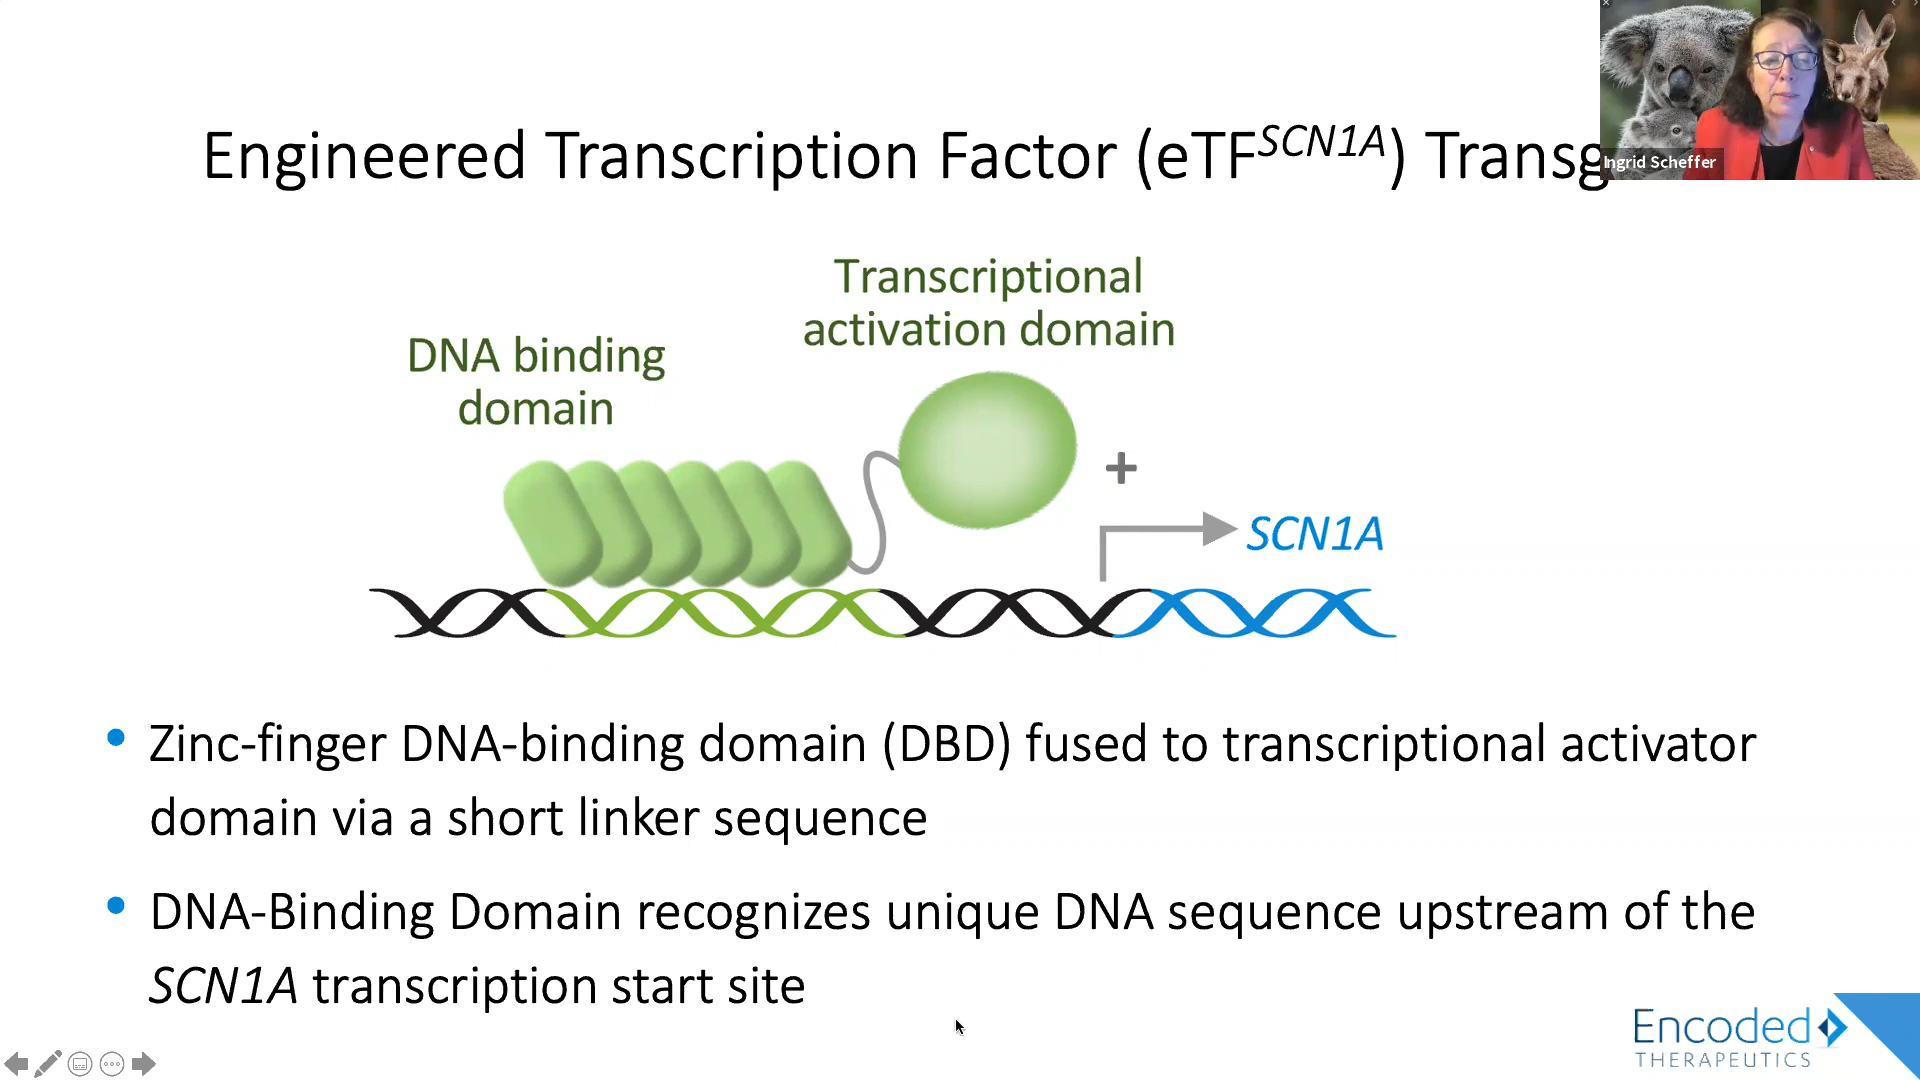 Engineered Transcription Factor (eTFSCN1A) Transg
Ingrid Scheffer
Transcriptional
activation domain
DNA binding
domain
+
SCN1A
• Zinc-finger DNA-binding domain (DBD) fused to transcriptional activator
domain via a short linker sequence
• DNA-Binding Domain recognizes unique DNA sequence upstream of the
SCN1A transcription start site
Encoded
THERAPEUTICS